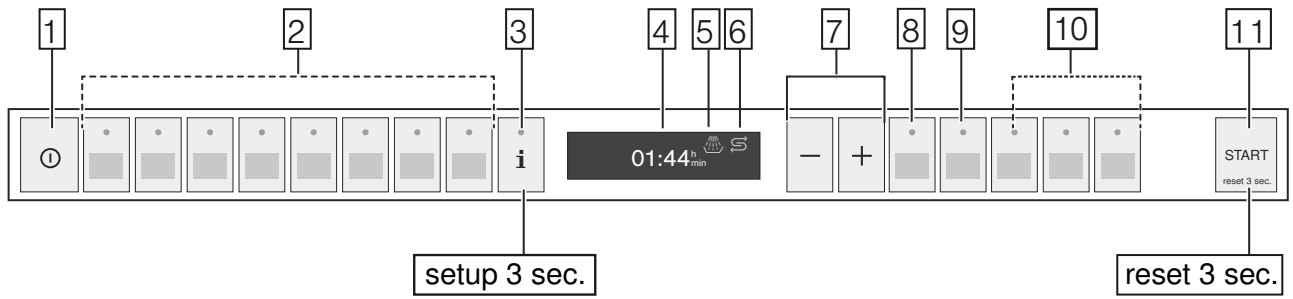 1 2 3 4 5 6 7 8 9 10 11
i 01:44 h min − + START
reset 3 sec.
setup 3 sec. reset 3 sec.